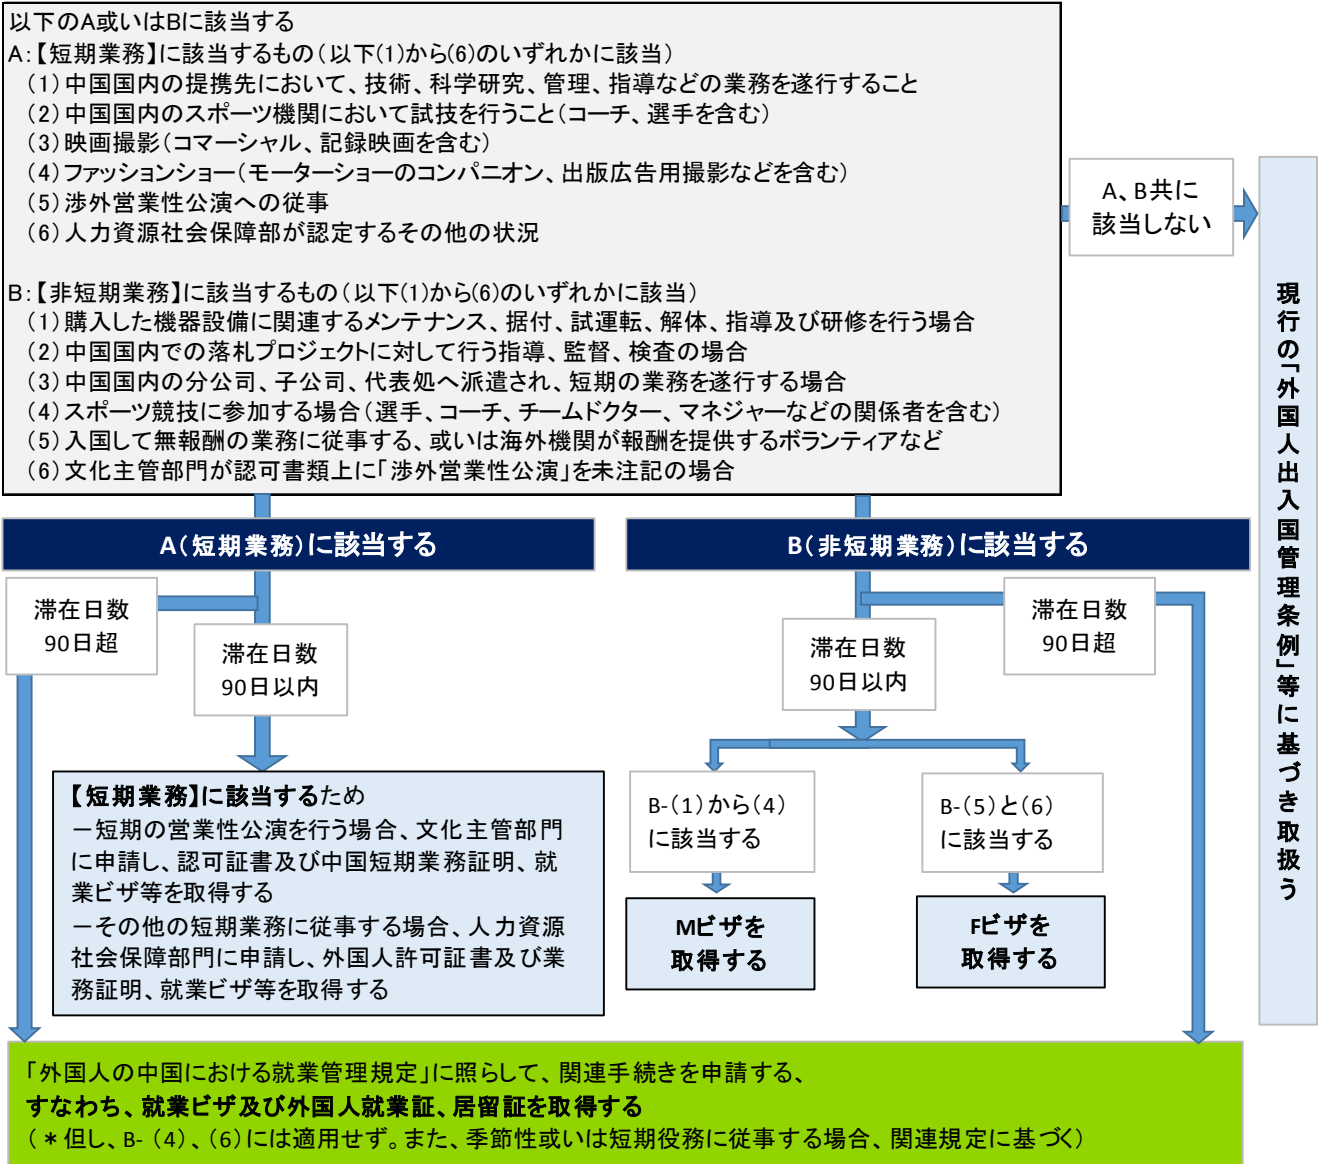 以下のA或いはBに該当する
A:【短期業務】に該当するもの（以下(1)から(6)のいずれかに該当）
（1）中国国内の提携先において、技術、科学研究、管理、指導などの業務を遂行すること
（2）中国国内のスポーツ機関において試技を行うこと（コーチ、選手を含む）
（3）映画撮影（コマーシャル、記録映画を含む）
（4）ファッションショー（モーターショーのコンパニオン、出版広告用撮影などを含む）
（5）渉外営業性公演への従事
（6）人力資源社会保障部が認定するその他の状況
B:【非短期業務】に該当するもの（以下(1)から(6)のいずれかに該当）
（1）購入した機器設備に関連するメンテナンス、据付、試運転、解体、指導及び研修を行う場合
（2）中国国内での落札プロジェクトに対して行う指導、監督、検査の場合
（3）中国国内の分公司、子公司、代表処へ派遣され、短期の業務を遂行する場合
（4）スポーツ競技に参加する場合（選手、コーチ、チームドクター、マネジャーなどの関係者を含む）
（5）入国して無報酬の業務に従事する、或いは海外機関が報酬を提供するボランティアなど
（6）文化主管部門が認可書類上に「渉外営業性公演」を未注記の場合
A、B共に
該当しない
現行の「外国人出入国管理条例」等に基づき取扱う
A（短期業務）に該当する
B（非短期業務）に該当する
滞在日数
90日超
滞在日数
90日以内
滞在日数
90日以内
滞在日数
90日超
【短期業務】に該当するため
－短期の営業性公演を行う場合、文化主管部門
に申請し、認可証書及び中国短期業務証明、就
業ビザ等を取得する
－その他の短期業務に従事する場合、人力資源
社会保障部門に申請し、外国人許可証書及び業
務証明、就業ビザ等を取得する
B-（1）から（4）
に該当する
B-（5）と（6）
に該当する
Mビザを
取得する
Fビザを
取得する
「外国人の中国における就業管理規定」に照らして、関連手続きを申請する、
すなわち、就業ビザ及び外国人就業証、居留証を取得する
（＊但し、B-（4）、（6）には適用せず。また、季節性或いは短期役務に従事する場合、関連規定に基づく）